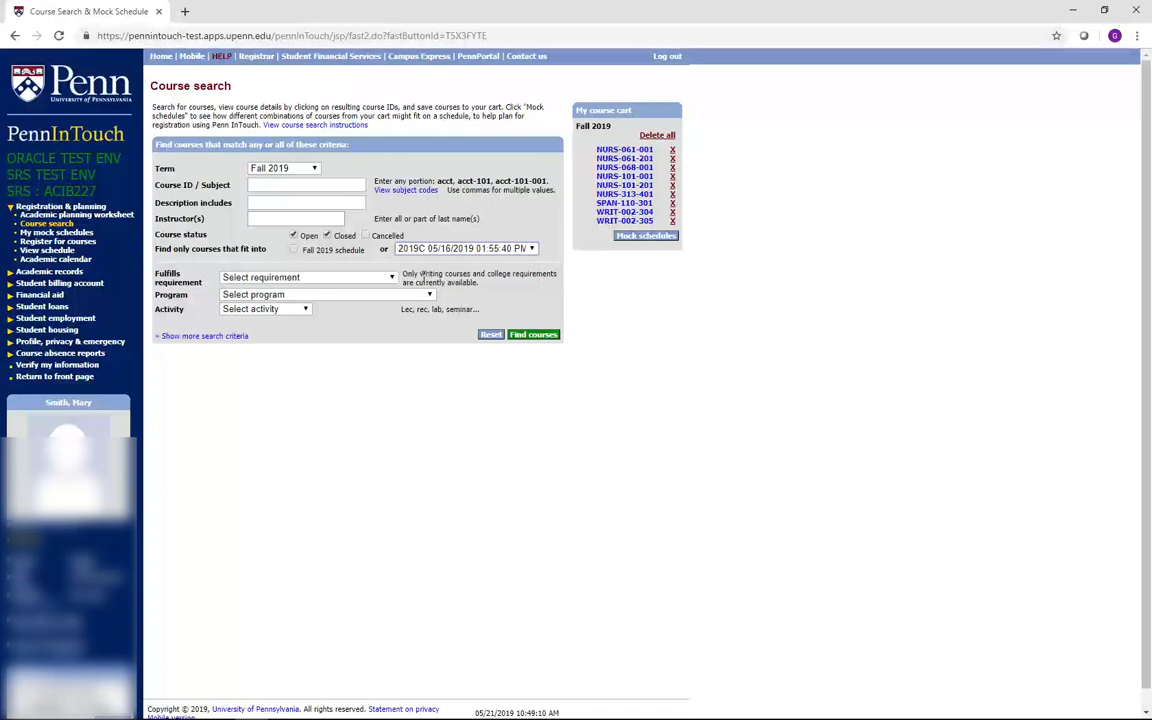 Course Search & Mock Schedule
https://pennintouch-test.apps.upenn.edu/pennInTouch/jsp/fast2.do?fastButtonId=T5X3FYTE
G
Home | Mobile | HELP | Registrar | Student Financial Services | Campus Express | PennPortal | Contact us
Log out
Penn
UNIVERSITY OF PENNSYLVANIA
PennInTouch
ORACLE TEST ENV
SRS TEST ENV
SRS : ACIB227
Registration & planning
Academic planning worksheet
Course search
My mock schedules
Register for courses
View schedule
Academic calendar
Academic records
Student billing account
Financial aid
Student loans
Student employment
Student housing
Profile, privacy & emergency
Course absence reports
Verify my information
Return to front page
Smith, Mary
Course search
Search for courses, view course details by clicking on resulting course IDs, and save courses to your cart. Click "Mock
schedules" to see how different combinations of courses from your cart might fit on a schedule, to help plan for
registration using Penn InTouch. View course search instructions
Find courses that match any or all of these criteria:
Term Fall 2019
Course ID / Subject Enter any portion: acct, acct-101, acct-101-001.
View subject codes Use commas for multiple values.
Description includes
Instructor(s) Enter all or part of last name(s)
Course status Open Closed Cancelled
Find only courses that fit into Fall 2019 schedule or 2019C 05/16/2019 01:55:40 PM
Fulfills requirement Select requirement Only writing courses and college requirements
are currently available.
Program Select program
Activity Select activity Lec, rec, lab, seminar...
» Show more search criteria
Reset Find courses
My course cart
Fall 2019
Delete all
NURS-061-001 X
NURS-061-201 X
NURS-068-001 X
NURS-101-001 X
NURS-101-201 X
NURS-313-401 X
SPAN-110-301 X
WRIT-002-304 X
WRIT-002-305 X
Mock schedules
Copyright © 2019, University of Pennsylvania. All rights reserved. Statement on privacy
Mobile version
05/21/2019 10:49:10 AM